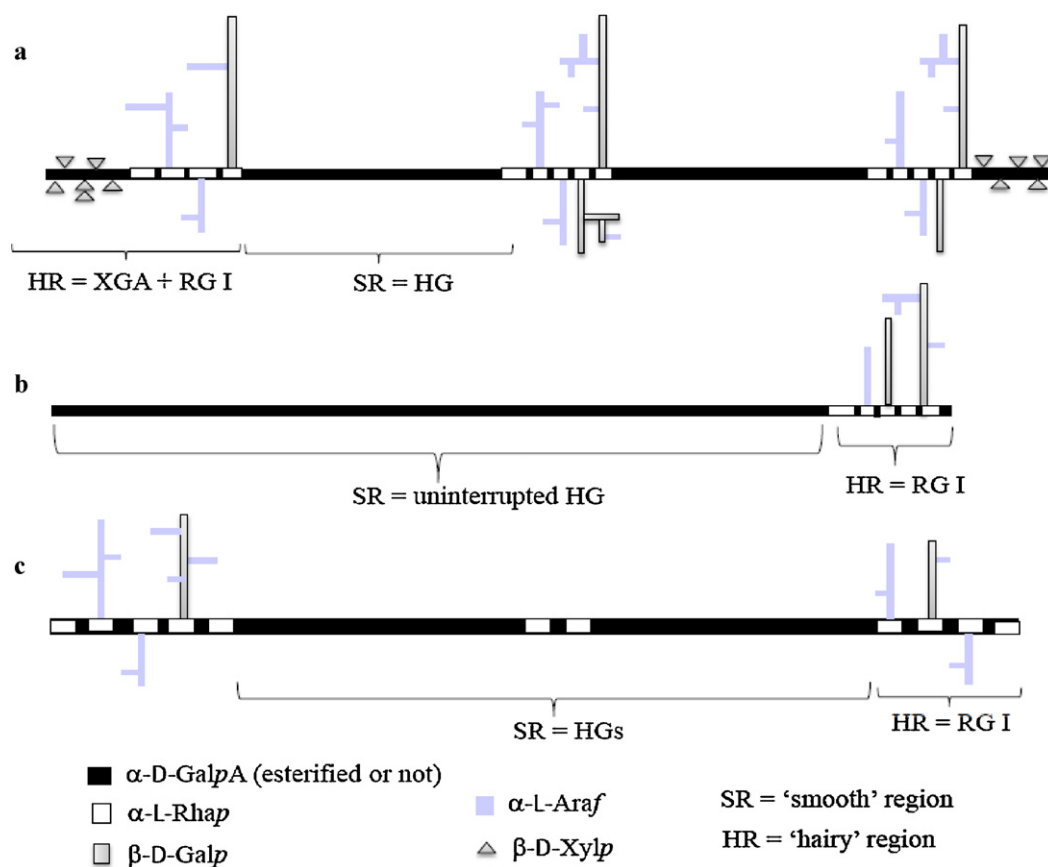 a
HR = XGA + RG I
SR = HG
b
SR = uninterrupted HG
HR = RG I
c
SR = HGs
HR = RG I
α-D-GalpA (esterified or not)
α-L-Rhap
β-D-Galp
α-L-Araf
β-D-Xylp
SR = ‘smooth’ region
HR = ‘hairy’ region